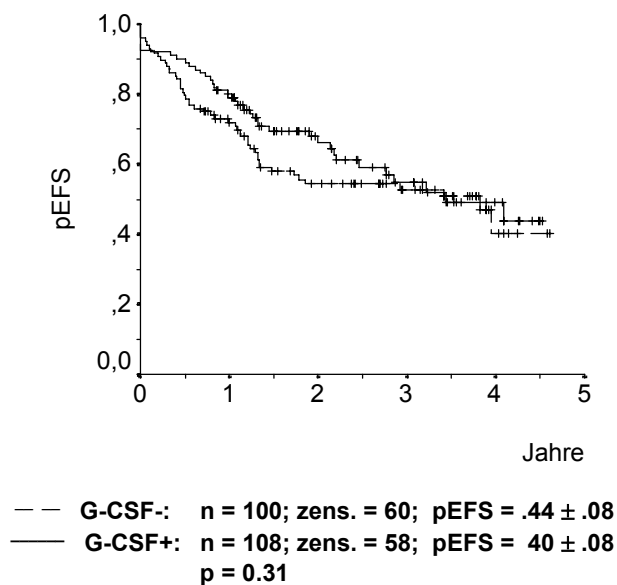 1,0
,8
,6
,4
,2
0,0
pEFS
0 1 2 3 4 5
Jahre
G-CSF-: n = 100; zens. = 60; pEFS = .44 ± .08
G-CSF+: n = 108; zens. = 58; pEFS = 40 ± .08
p = 0.31